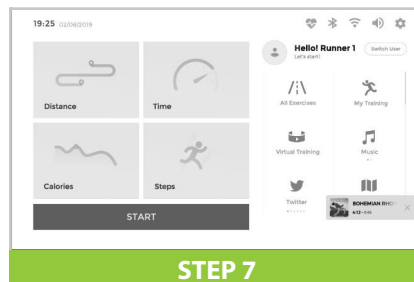 19:25 02/06/2019
Hello! Runner 1
Let's start!
Switch User
Distance
Time
All Exercises
My Training
Virtual Training
Music
Calories
Steps
Twitter
BOHEMIAN RHO
START
STEP 7